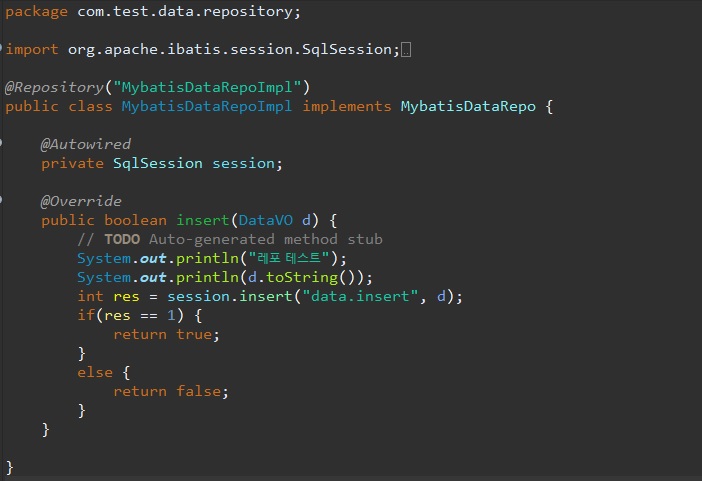 package com.test.data.repository;
import org.apache.ibatis.session.SqlSession;
@Repository("MybatisDataRepoImpl")
public class MybatisDataRepoImpl implements MybatisDataRepo {
@Autowired
private SqlSession session;
@Override
public boolean insert(DataVO d) {
// TODO Auto-generated method stub
System.out.println("레포 테스트");
System.out.println(d.toString());
int res = session.insert("data.insert", d);
if(res == 1) {
return true;
}
else {
return false;
}
}
}